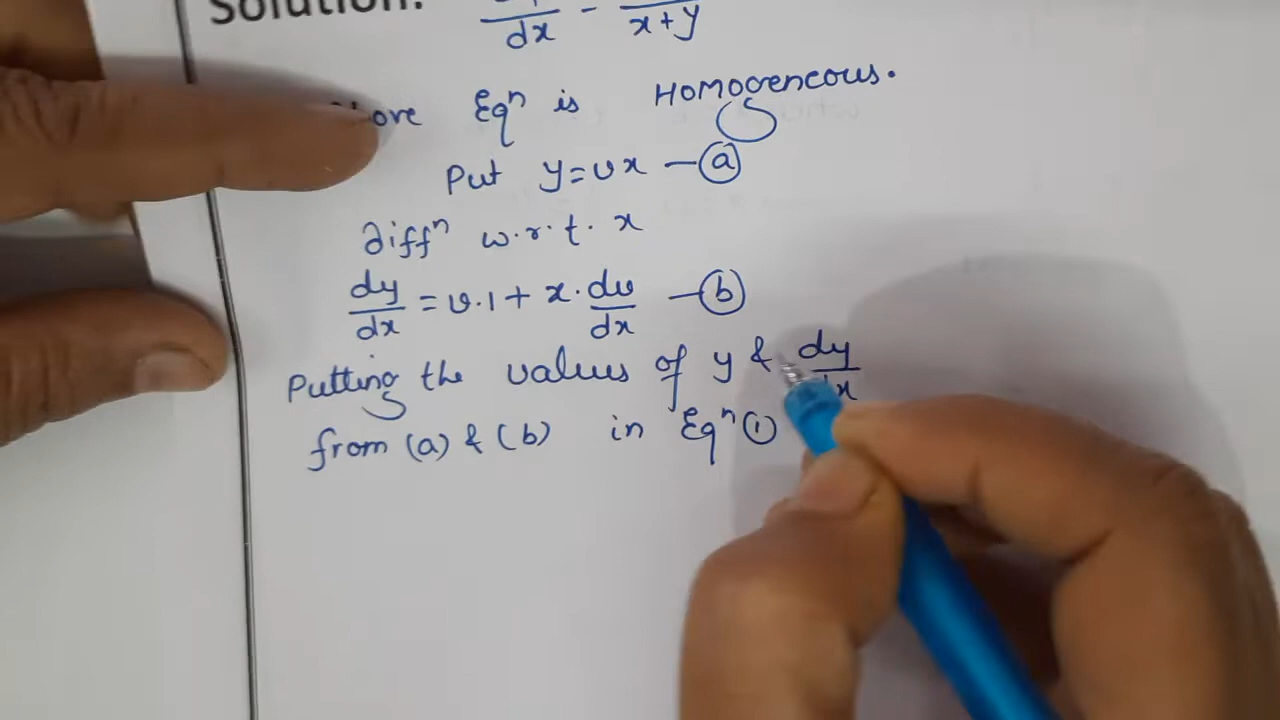 Solution:
dx - x+y
Eqⁿ is Homogeneous.
Put y=vx —(a)
diffⁿ w.r.t. x
dy/dx = v.1 + x.dv/dx —(b)
Putting the values of y & dy/dx
from (a) & (b) in Eqⁿ (1)